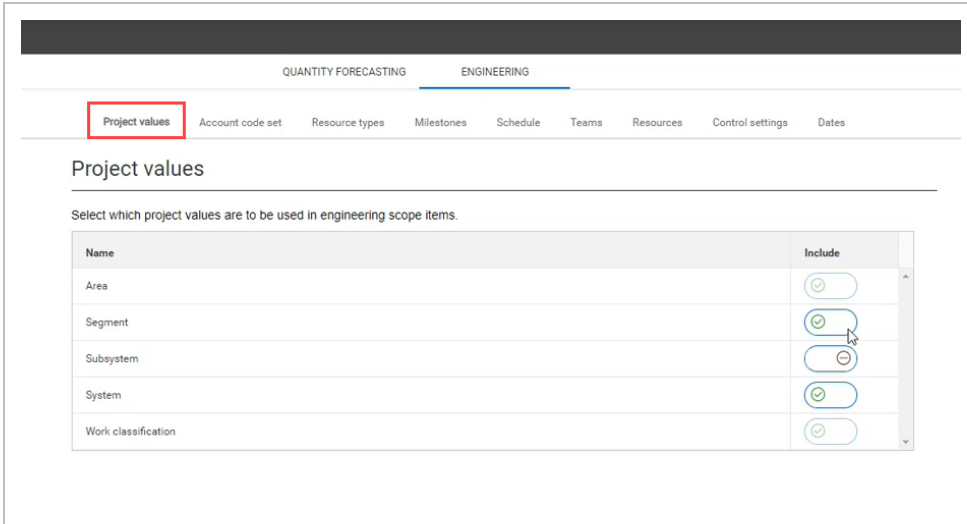 QUANTITY FORECASTING ENGINEERING
Project values Account code set Resource types Milestones Schedule Teams Resources Control settings Dates
Project values
Select which project values are to be used in engineering scope items.
Name Include
Area
Segment
Subsystem
System
Work classification